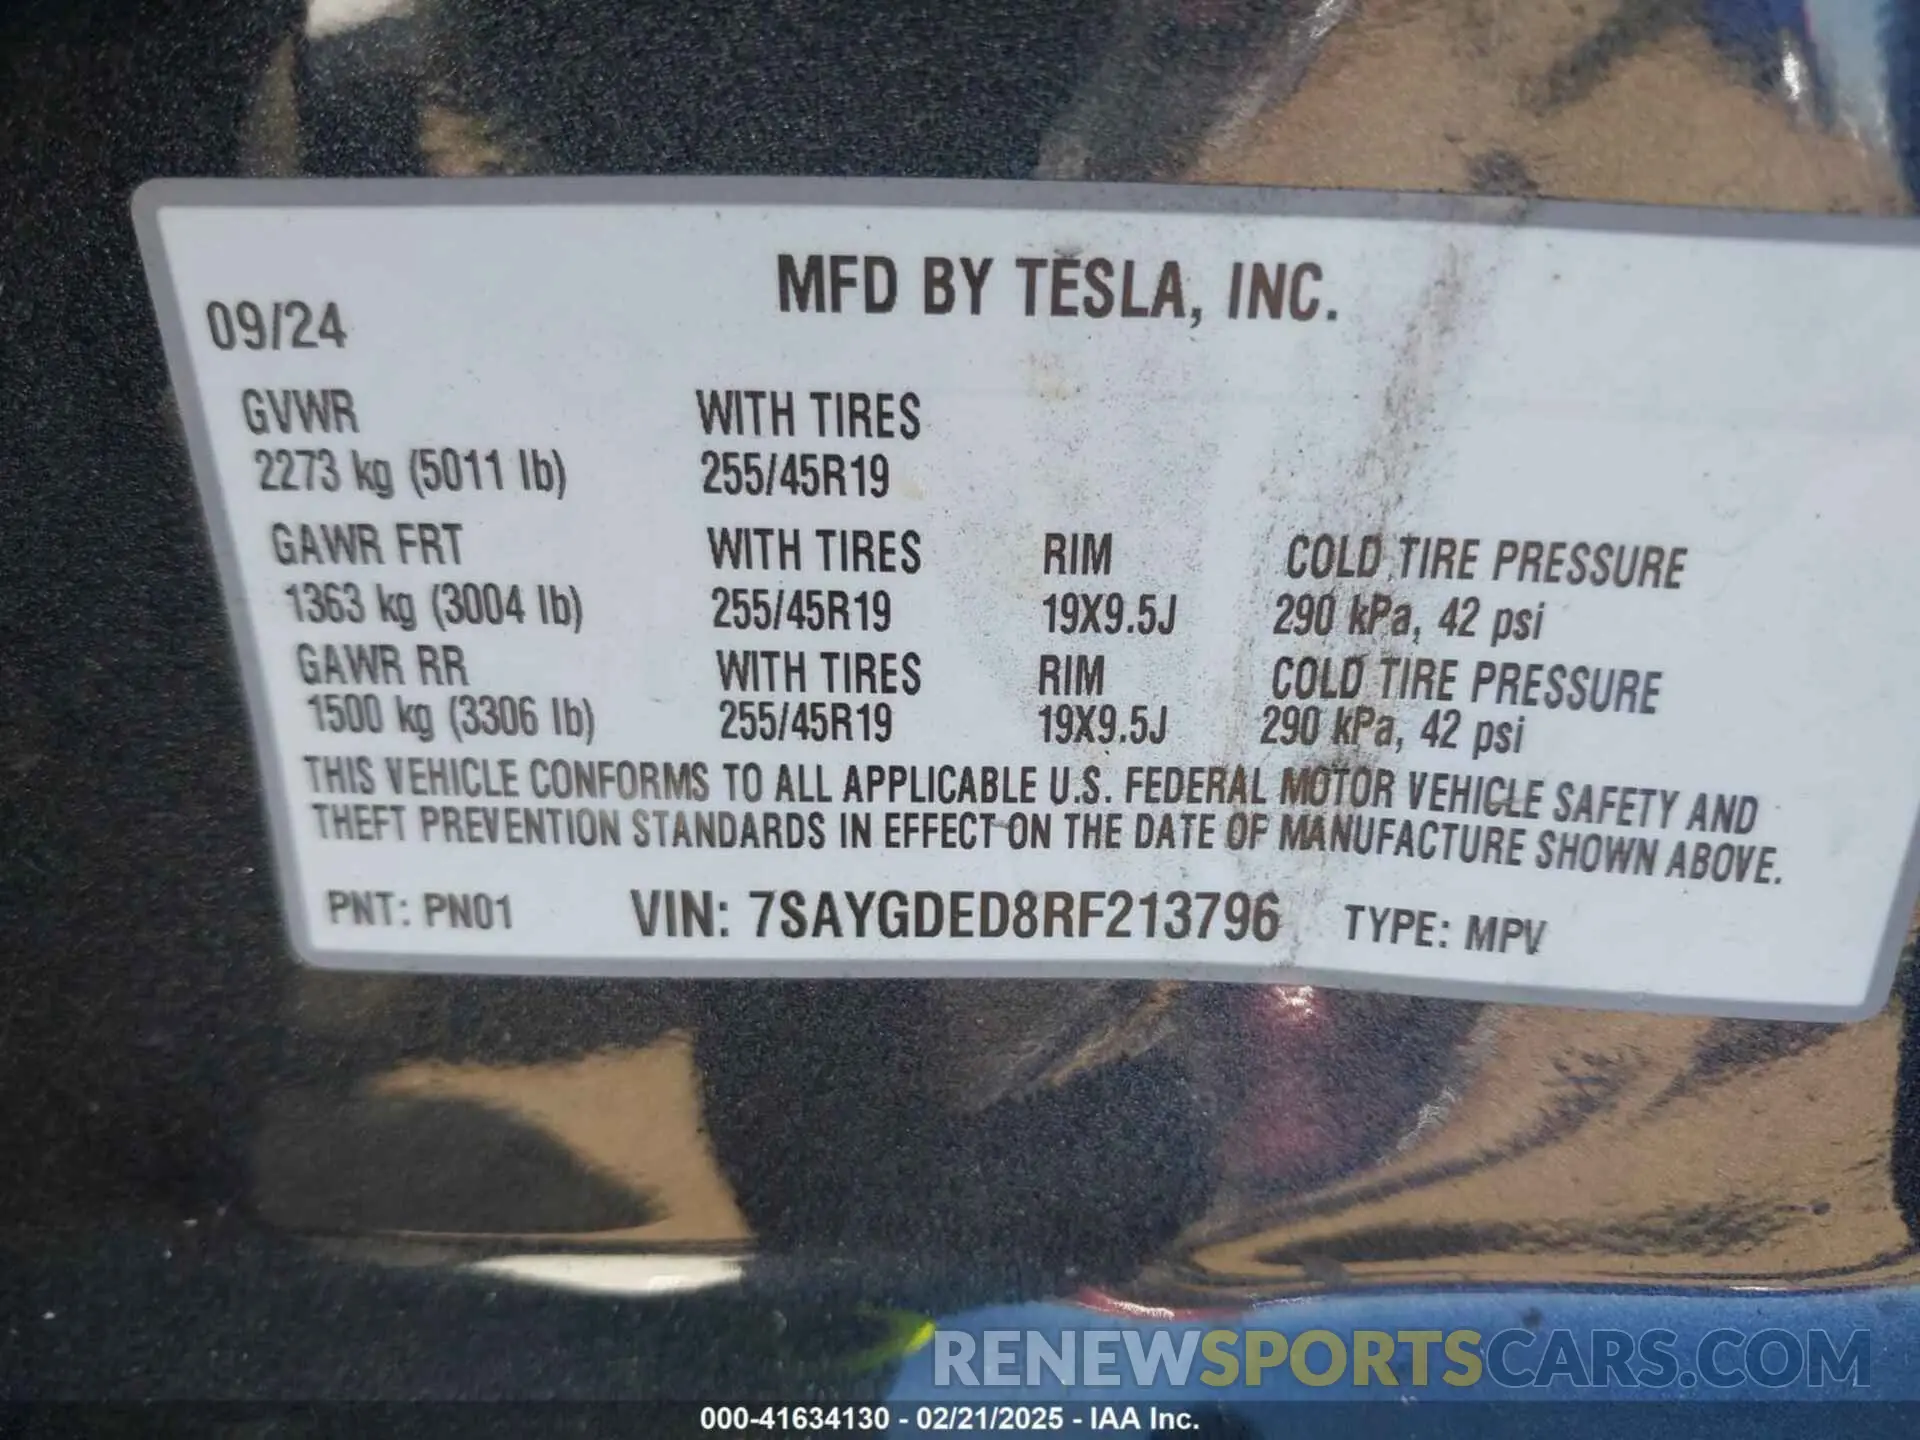 MFD BY TESLA, INC.
09/24
GVWR WITH TIRES
2273 kg (5011 lb) 255/45R19
GAWR FRT WITH TIRES RIM COLD TIRE PRESSURE
1363 kg (3004 lb) 255/45R19 19X9.5J 290 kPa, 42 psi
GAWR RR WITH TIRES RIM COLD TIRE PRESSURE
1500 kg (3306 lb) 255/45R19 19X9.5J 290 kPa, 42 psi
THIS VEHICLE CONFORMS TO ALL APPLICABLE U.S. FEDERAL MOTOR VEHICLE SAFETY AND
THEFT PREVENTION STANDARDS IN EFFECT ON THE DATE OF MANUFACTURE SHOWN ABOVE.
PNT: PN01 VIN: 7SAYGDED8RF213796 TYPE: MPV
RENEWSPORTSCARS.COM
000-41634130 - 02/21/2025 - IAA Inc.